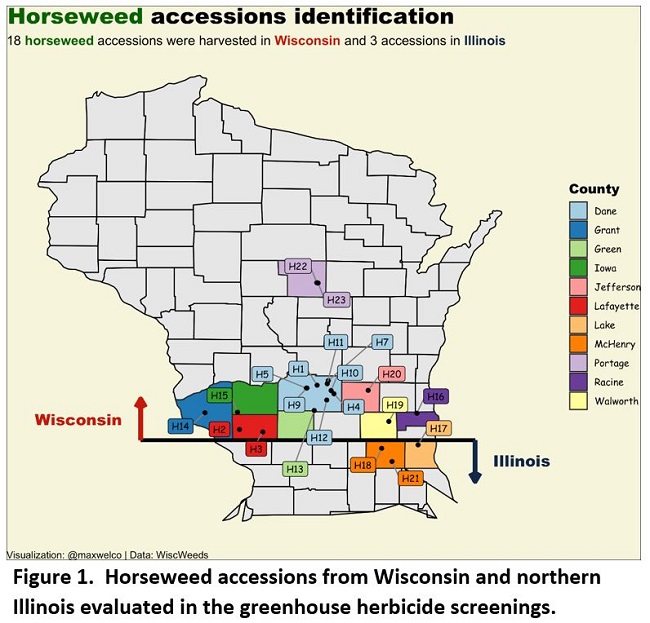 Horseweed accessions identification
18 horseweed accessions were harvested in Wisconsin and 3 accessions in Illinois
County
Dane
Grant
Green
Iowa
Jefferson
Lafayette
Lake
McHenry
Portage
Racine
Walworth
H22
H23
H11
H7
H5
H1
H10
H20
H15
H9
H4
H19
H16
H14
H2
H12
H17
H3
H13
H18
H21
Wisconsin
Illinois
Visualization: @maxwelco | Data: WiscWeeds
Figure 1. Horseweed accessions from Wisconsin and northern
Illinois evaluated in the greenhouse herbicide screenings.